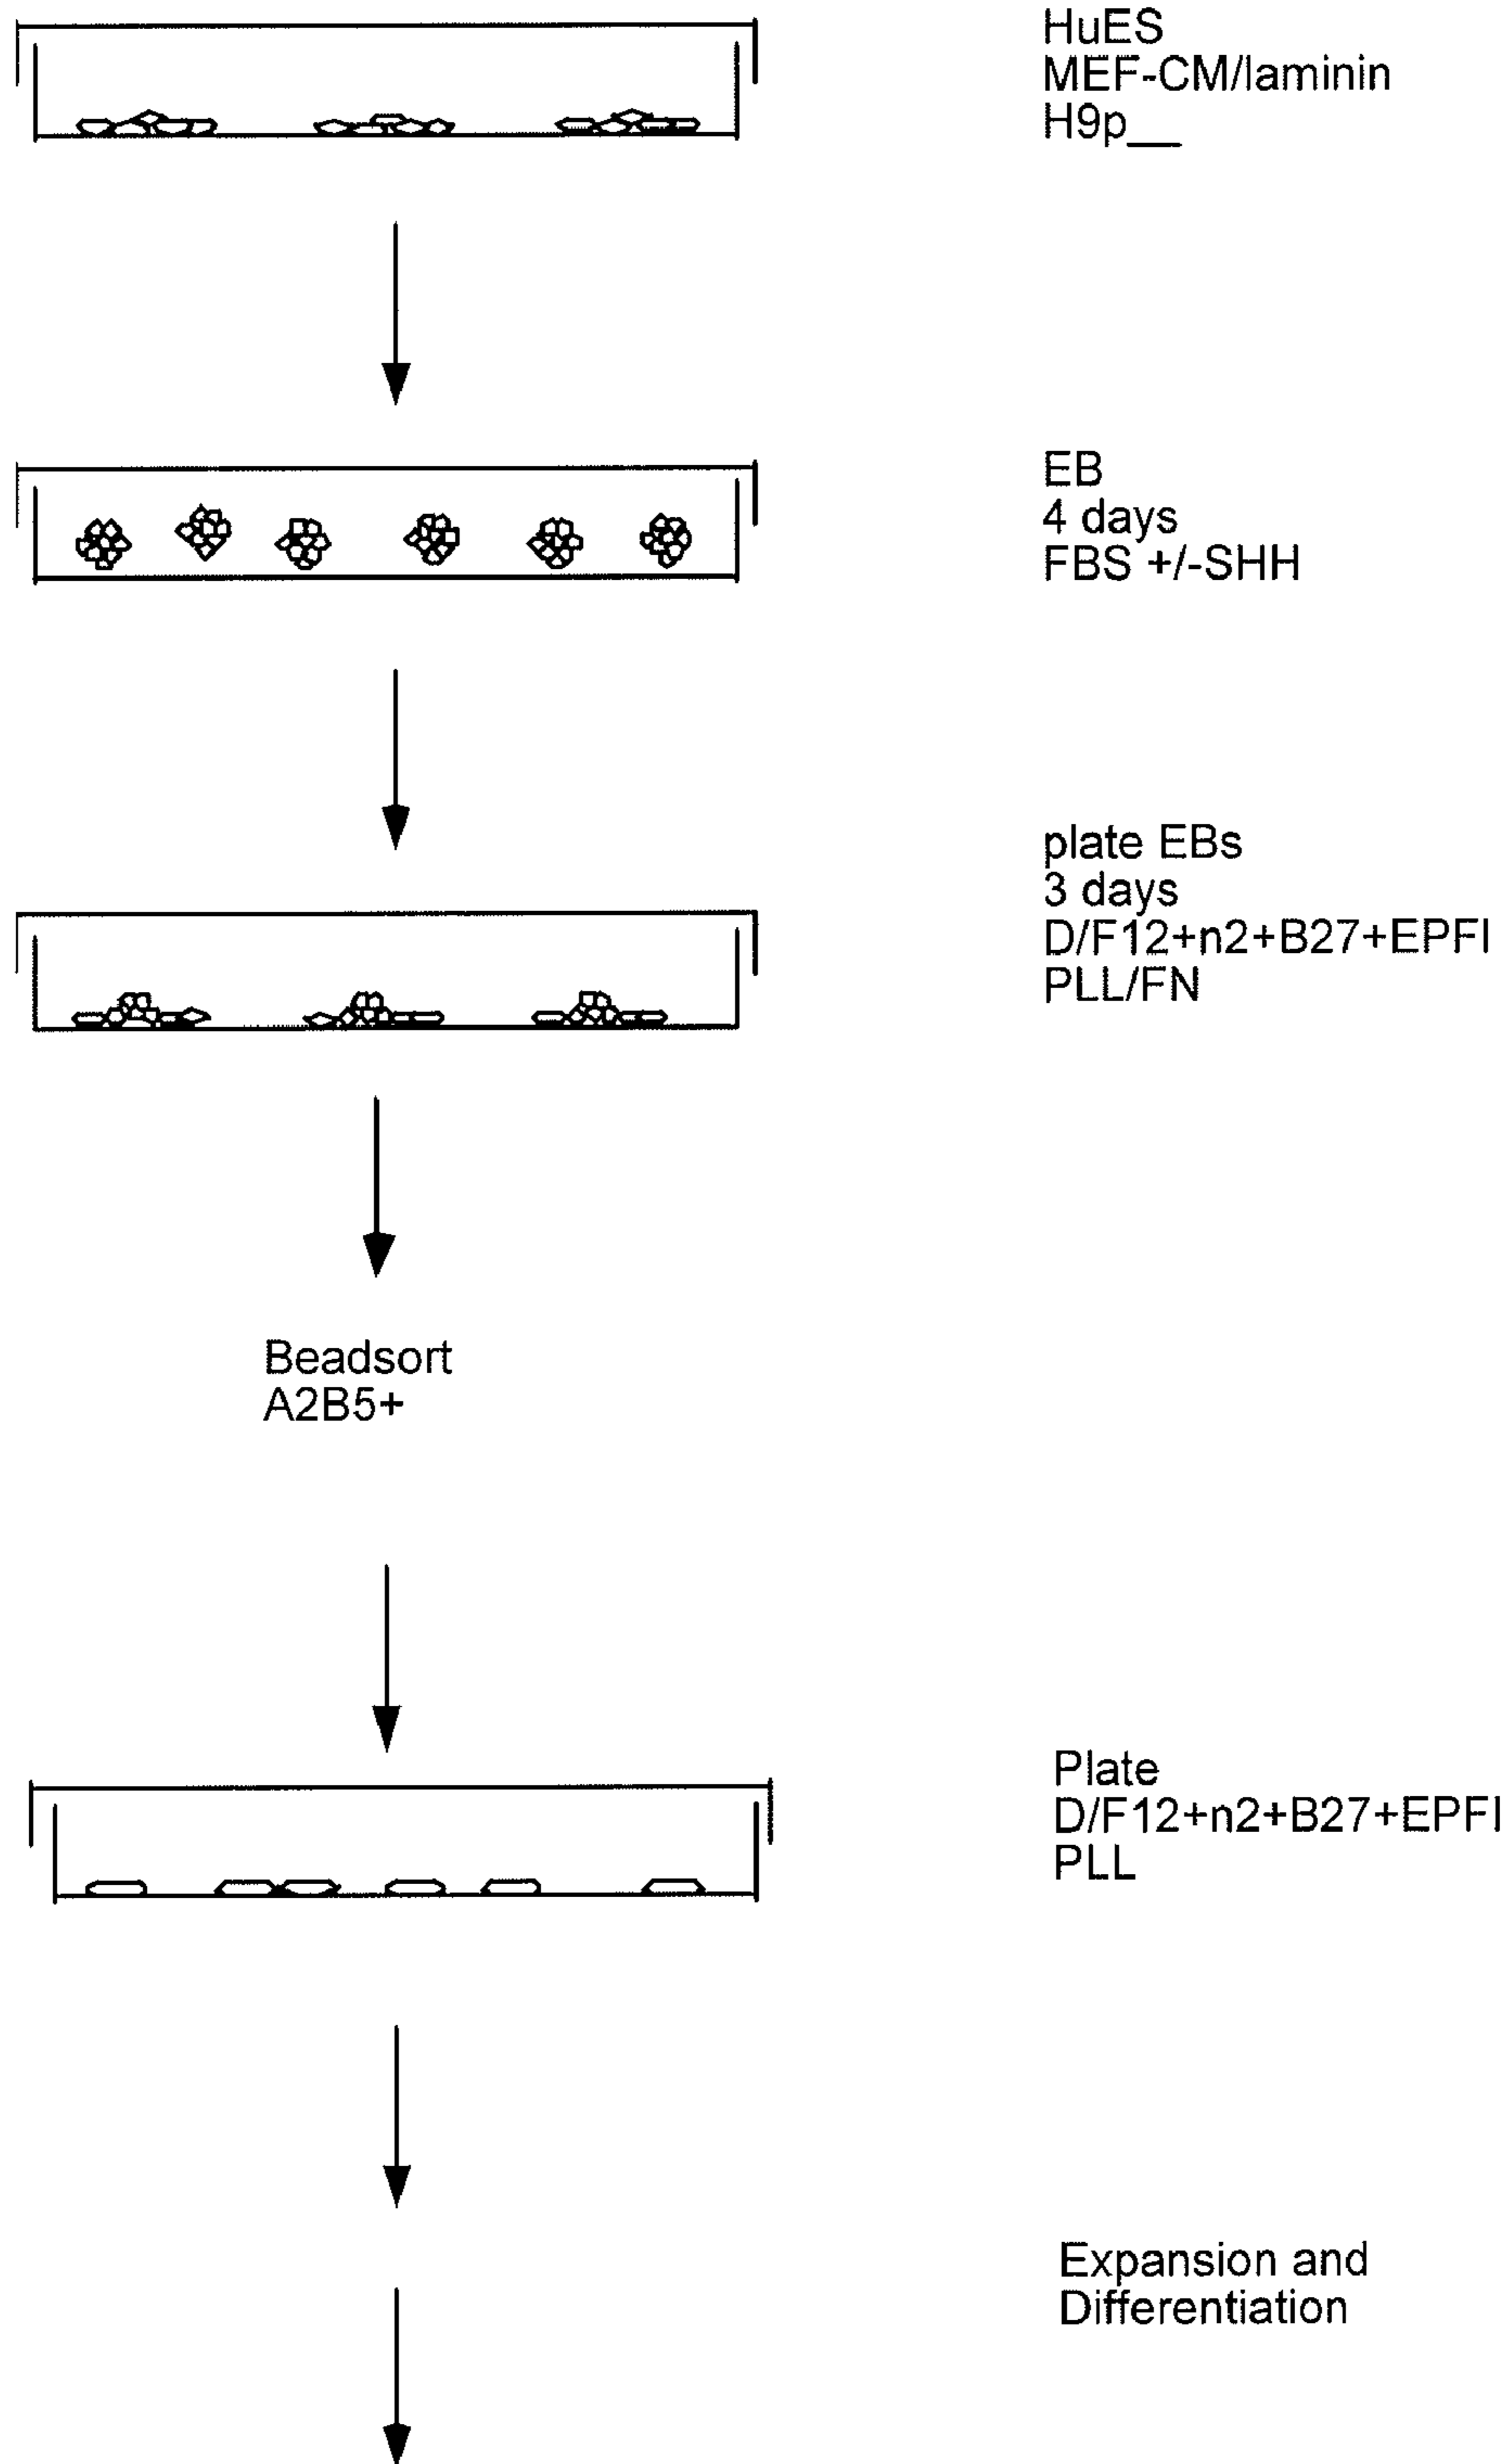 HuES
MEF-CM/laminin
H9p___
EB
4 days
FBS +/-SHH
plate EBs
3 days
D/F12+n2+B27+EPFI
PLL/FN
Beadsort
A2B5+
Plate
D/F12+n2+B27+EPFI
PLL
Expansion and
Differentiation